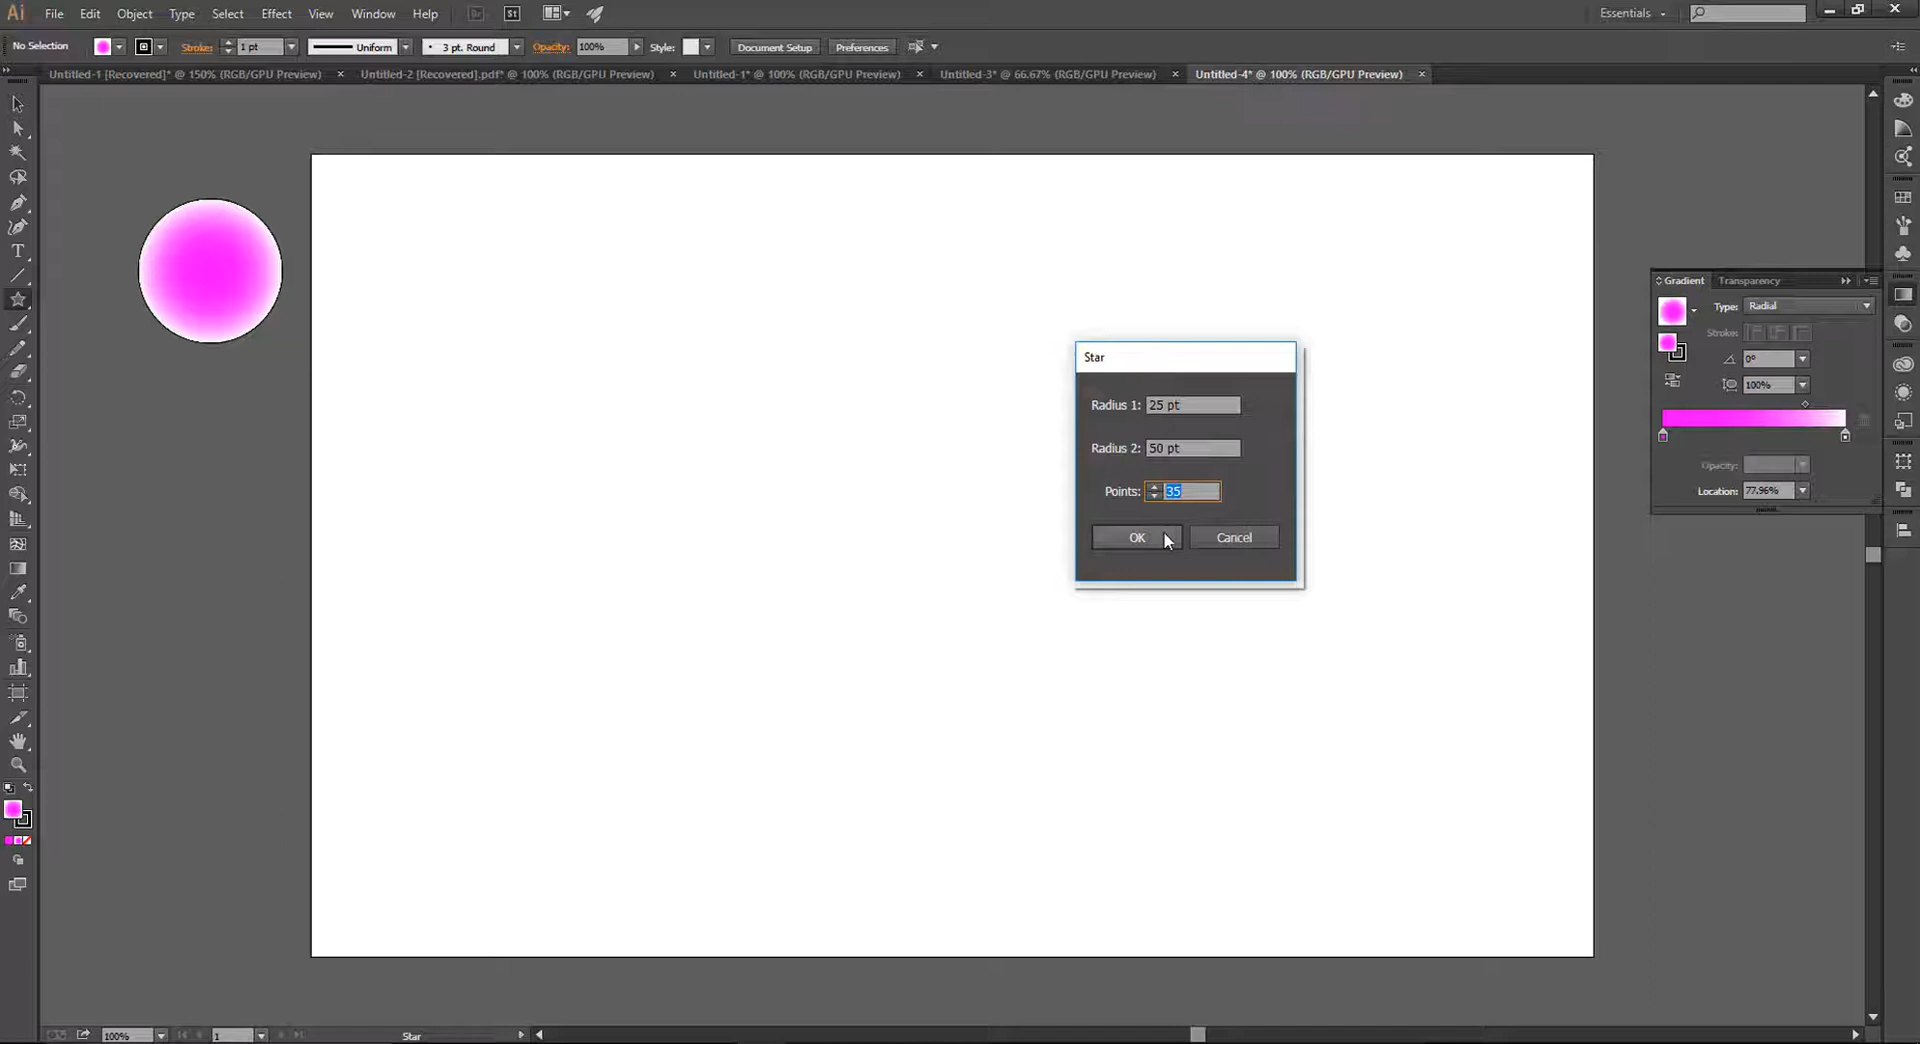 Ai File Edit Object Type Select Effect View Window Help Br St Essentials
No Selection Stroke: 1 pt Uniform 3 pt. Round Opacity: 100% Style: Document Setup Preferences
Untitled-1 [Recovered]* @ 150% (RGB/GPU Preview) × Untitled-2 [Recovered].pdf* @ 100% (RGB/GPU Preview) × Untitled-1* @ 100% (RGB/GPU Preview) × Untitled-3* @ 66.67% (RGB/GPU Preview) × Untitled-4* @ 100% (RGB/GPU Preview) ×
Gradient Transparency
Type: Radial
Stroke:
0°
100%
Opacity:
Location: 77.96%
Star
Radius 1: 25 pt
Radius 2: 50 pt
Points: 35
OK Cancel
100% 1 Star